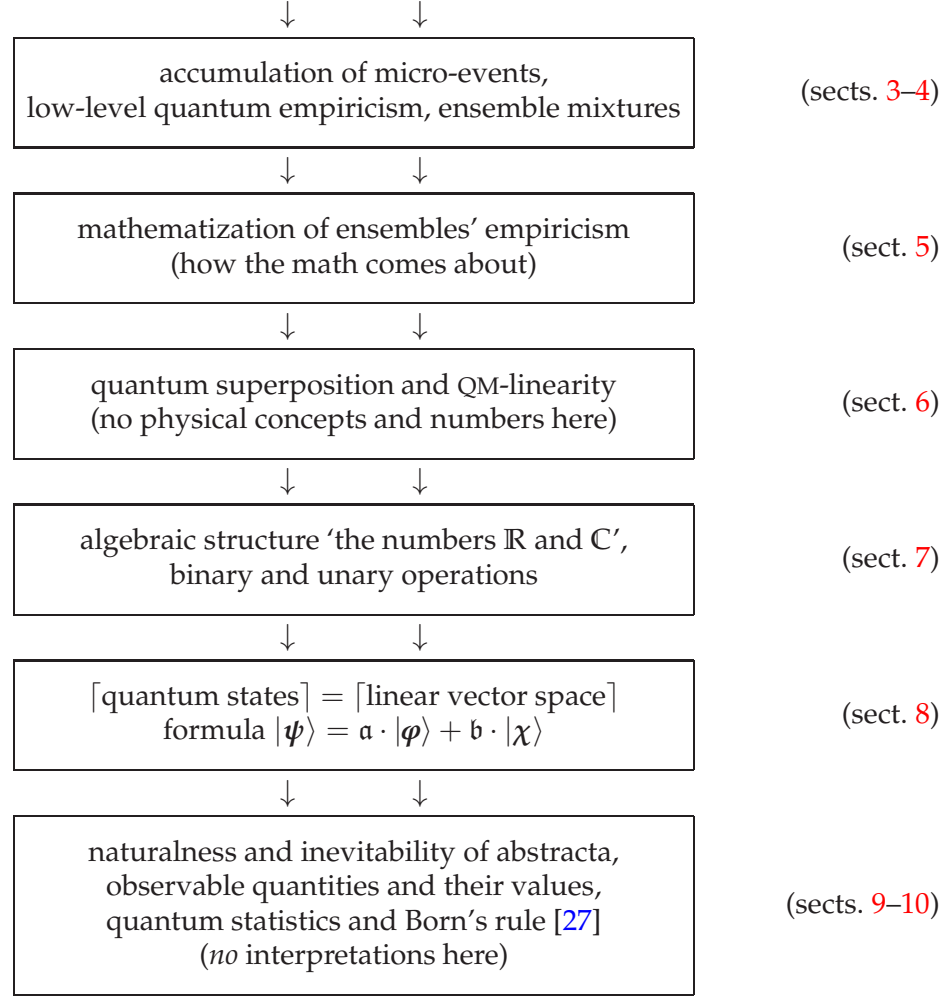 ↓ ↓
accumulation of micro-events,
low-level quantum empiricism, ensemble mixtures
(sects. 3–4)
↓ ↓
mathematization of ensembles’ empiricism
(how the math comes about)
(sect. 5)
↓ ↓
quantum superposition and QM-linearity
(no physical concepts and numbers here)
(sect. 6)
↓ ↓
algebraic structure ‘the numbers ℝ and ℂ’,
binary and unary operations
(sect. 7)
↓ ↓
⌈quantum states⌉ = ⌈linear vector space⌉
formula |𝝍⟩ = 𝔞 · |𝝋⟩ + 𝔟 · |𝝌⟩
(sect. 8)
↓ ↓
naturalness and inevitability of abstracta,
observable quantities and their values,
quantum statistics and Born’s rule [27]
(no interpretations here)
(sects. 9–10)